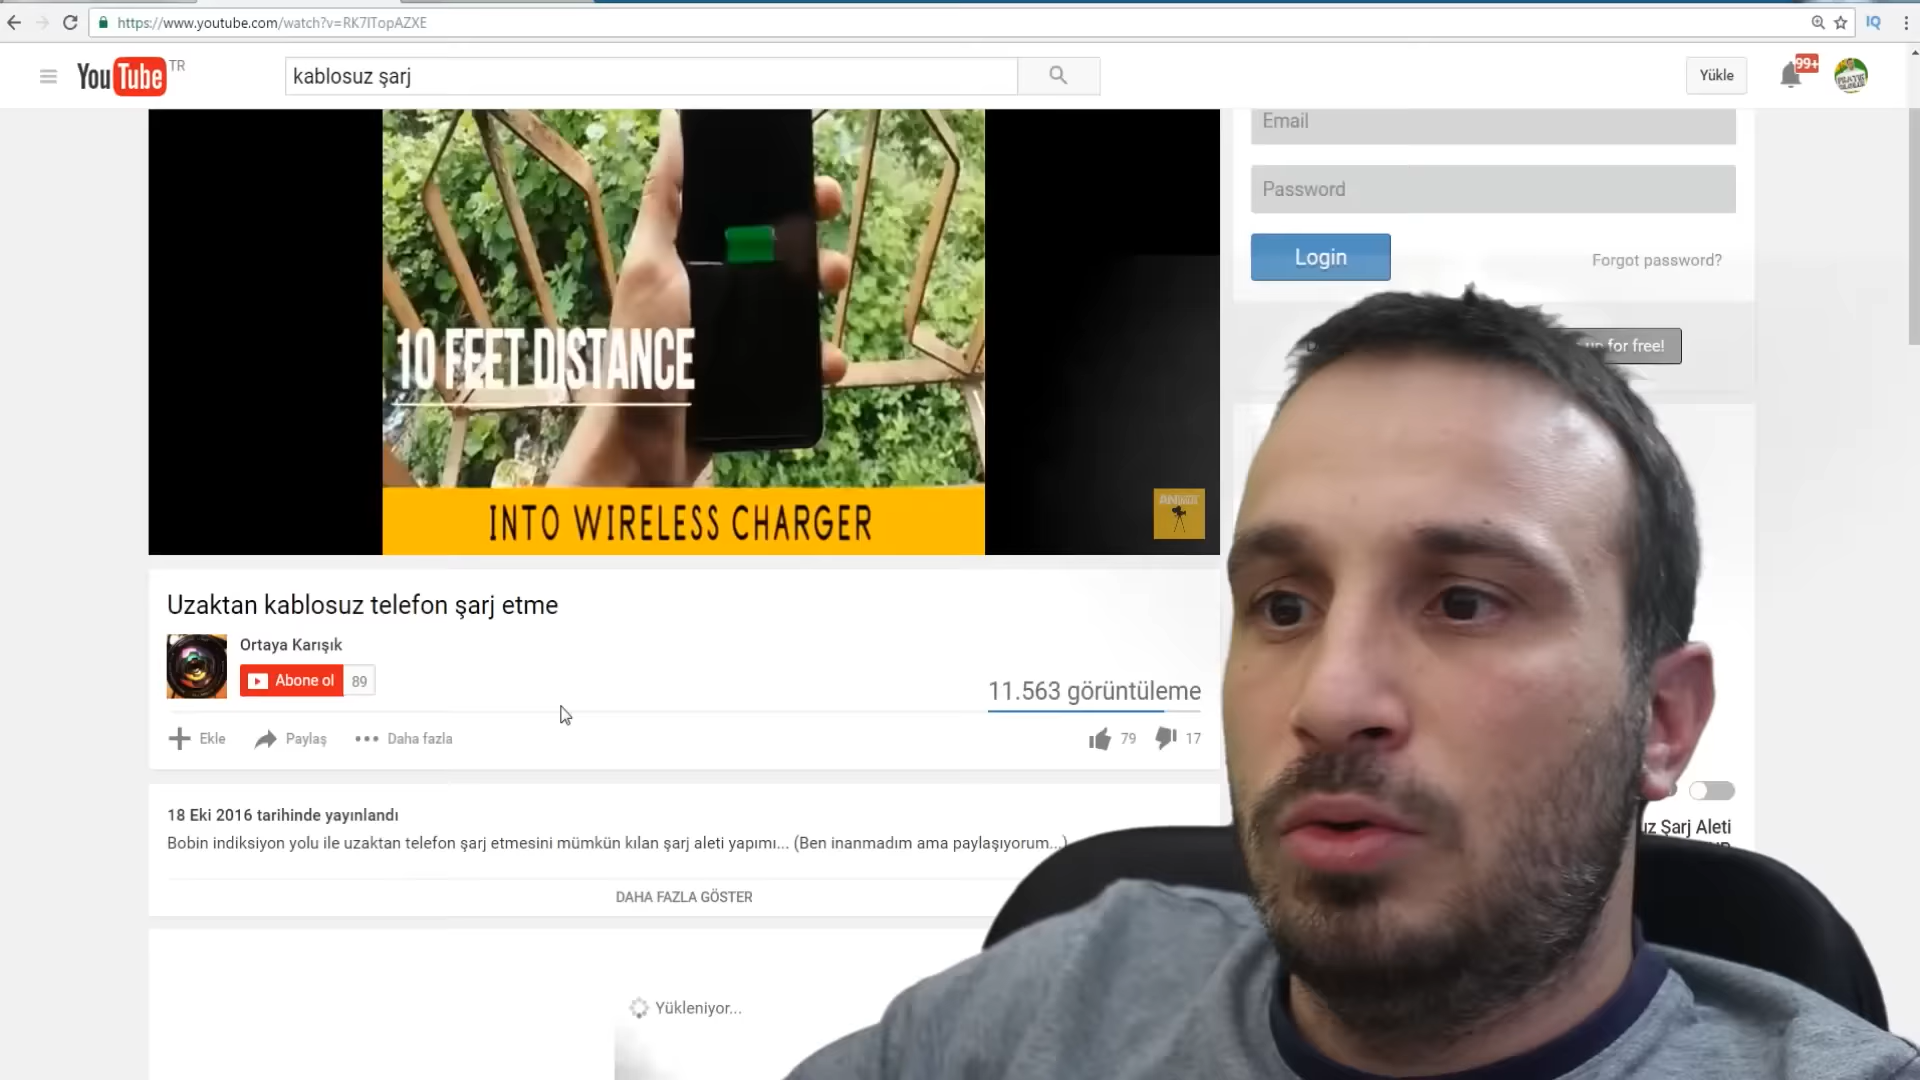 https://www.youtube.com/watch?v=RK7ITopAZXE
IQ
YouTube TR
kablosuz şarj
Yükle
99+
Email
Password
Login
Forgot password?
up for free!
10 FEET DISTANCE
INTO WIRELESS CHARGER
Uzaktan kablosuz telefon şarj etme
Ortaya Karışık
Abone ol 89
11.563 görüntüleme
Ekle Paylaş Daha fazla
79 17
18 Eki 2016 tarihinde yayınlandı
Bobin indiksiyon yolu ile uzaktan telefon şarj etmesini mümkün kılan şarj aleti yapımı... (Ben inanmadım ama paylaşıyorum...)
Şarj Aleti
DAHA FAZLA GÖSTER
Yükleniyor...